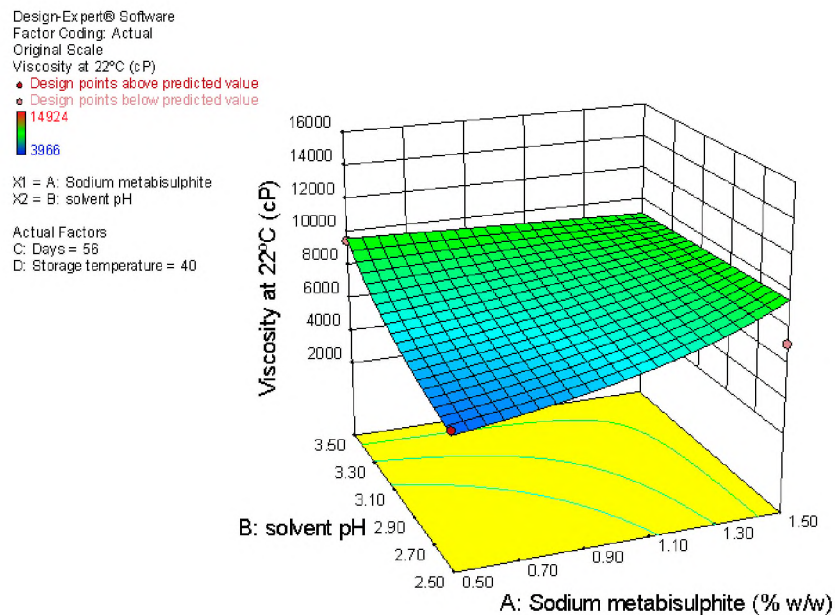 Design-Expert® Software
Factor Coding: Actual
Original Scale
Viscosity at 22ºC (cP)
Design points above predicted value
Design points below predicted value
14924
3966
X1 = A: Sodium metabisulphite
X2 = B: solvent pH
Actual Factors
C: Days = 56
D: Storage temperature = 40
Viscosity at 22ºC (cP)
16000
14000
12000
10000
8000
6000
4000
2000
3.50
3.30
3.10
2.90
2.70
2.50
B: solvent pH
0.50
0.70
0.90
1.10
1.30
1.50
A: Sodium metabisulphite (% w/w)